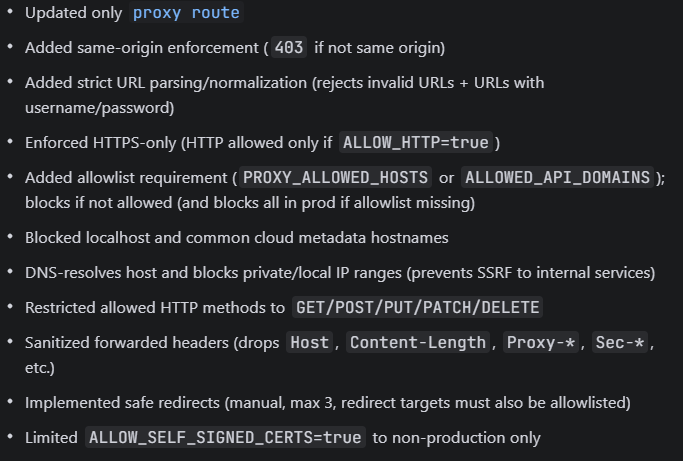 • Updated only proxy route
• Added same-origin enforcement ( 403 if not same origin)
• Added strict URL parsing/normalization (rejects invalid URLs + URLs with
username/password)
• Enforced HTTPS-only (HTTP allowed only if ALLOW_HTTP=true )
• Added allowlist requirement ( PROXY_ALLOWED_HOSTS or ALLOWED_API_DOMAINS );
blocks if not allowed (and blocks all in prod if allowlist missing)
• Blocked localhost and common cloud metadata hostnames
• DNS-resolves host and blocks private/local IP ranges (prevents SSRF to internal services)
• Restricted allowed HTTP methods to GET/POST/PUT/PATCH/DELETE
• Sanitized forwarded headers (drops Host , Content-Length , Proxy-* , Sec-* ,
etc.)
• Implemented safe redirects (manual, max 3, redirect targets must also be allowlisted)
• Limited ALLOW_SELF_SIGNED_CERTS=true to non-production only